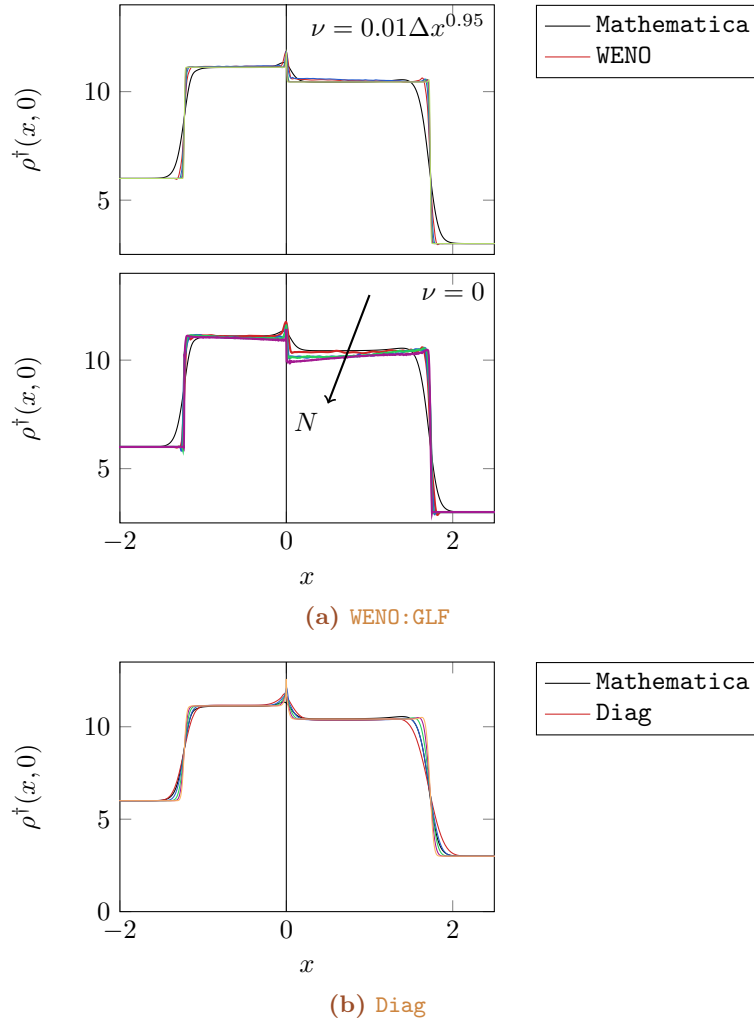 ν = 0.01Δx^0.95
10
5
ρ†(x, 0)
Mathematica
WENO
ν = 0
10
5
ρ†(x, 0)
N
−2 0 2
x
(a) WENO:GLF
10
5
0
ρ†(x, 0)
Mathematica
Diag
−2 0 2
x
(b) Diag